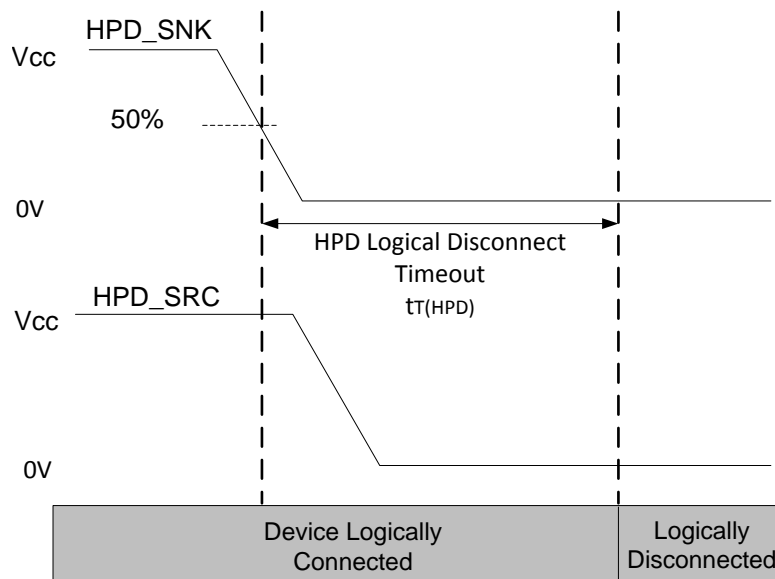 HPD_SNK
Vcc
50%
0V
HPD Logical Disconnect
Timeout
tT(HPD)
HPD_SRC
Vcc
0V
Device Logically
Connected
Logically
Disconnected